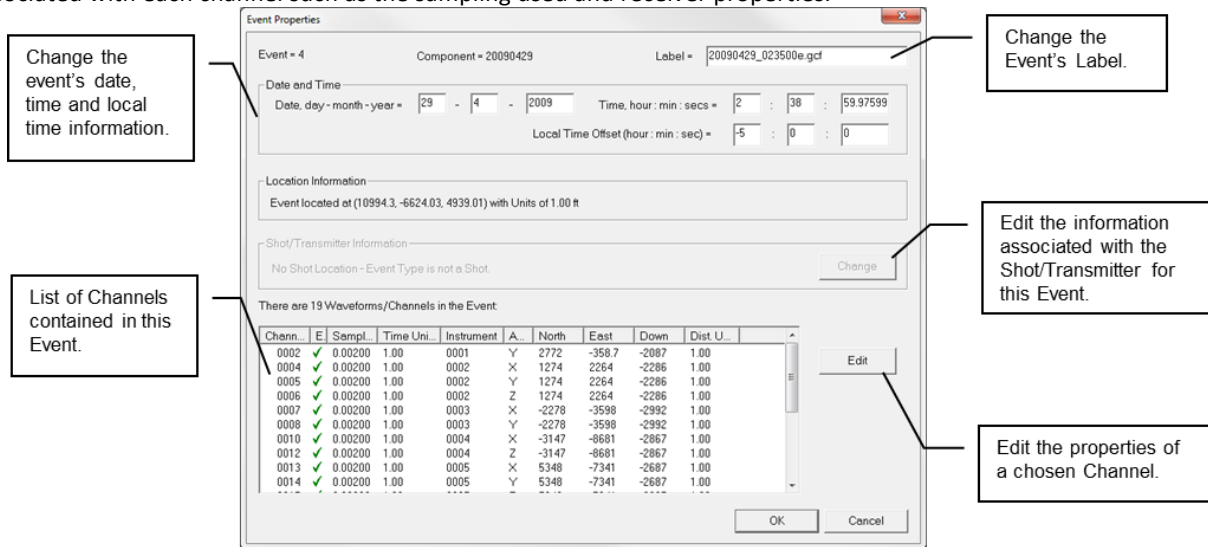 ociated with each channel such as the sampling used and receiver properties.
Event Properties
Change the
event's date,
time and local
time information.
Event = 4
Component = 20090429
Label =
20090429_023500e.gcf
Change the
Event's Label.
Date and Time
Date, day - month - year = 29 - 4 - 2009
Time, hour : min : secs = 2 : 38 : 59.97599
Local Time Offset (hour : min : sec) = -5 : 0 : 0
Location Information
Event located at (10994.3, -6624.03, 4939.01) with Units of 1.00 ft
Shot/Transmitter Information
No Shot Location - Event Type is not a Shot.
Change
Edit the information
associated with the
Shot/Transmitter for
this Event.
List of Channels
contained in this
Event.
There are 19 Waveforms/Channels in the Event:
Chann... E. Sampl... Time Uni... Instrument A... North East Down Dist. U...
0002 ✓ 0.00200 1.00 0001 Y 2772 -358.7 -2087 1.00
0004 ✓ 0.00200 1.00 0002 X 1274 2264 -2286 1.00
0005 ✓ 0.00200 1.00 0002 Y 1274 2264 -2286 1.00
0006 ✓ 0.00200 1.00 0002 Z 1274 2264 -2286 1.00
0007 ✓ 0.00200 1.00 0003 X -2278 -3598 -2992 1.00
0008 ✓ 0.00200 1.00 0003 Y -2278 -3598 -2992 1.00
0010 ✓ 0.00200 1.00 0004 X -3147 -8681 -2867 1.00
0012 ✓ 0.00200 1.00 0004 Z -3147 -8681 -2867 1.00
0013 ✓ 0.00200 1.00 0005 X 5348 -7341 -2687 1.00
0014 ✓ 0.00200 1.00 0005 Y 5348 -7341 -2687 1.00
Edit
Edit the properties of
a chosen Channel.
OK
Cancel